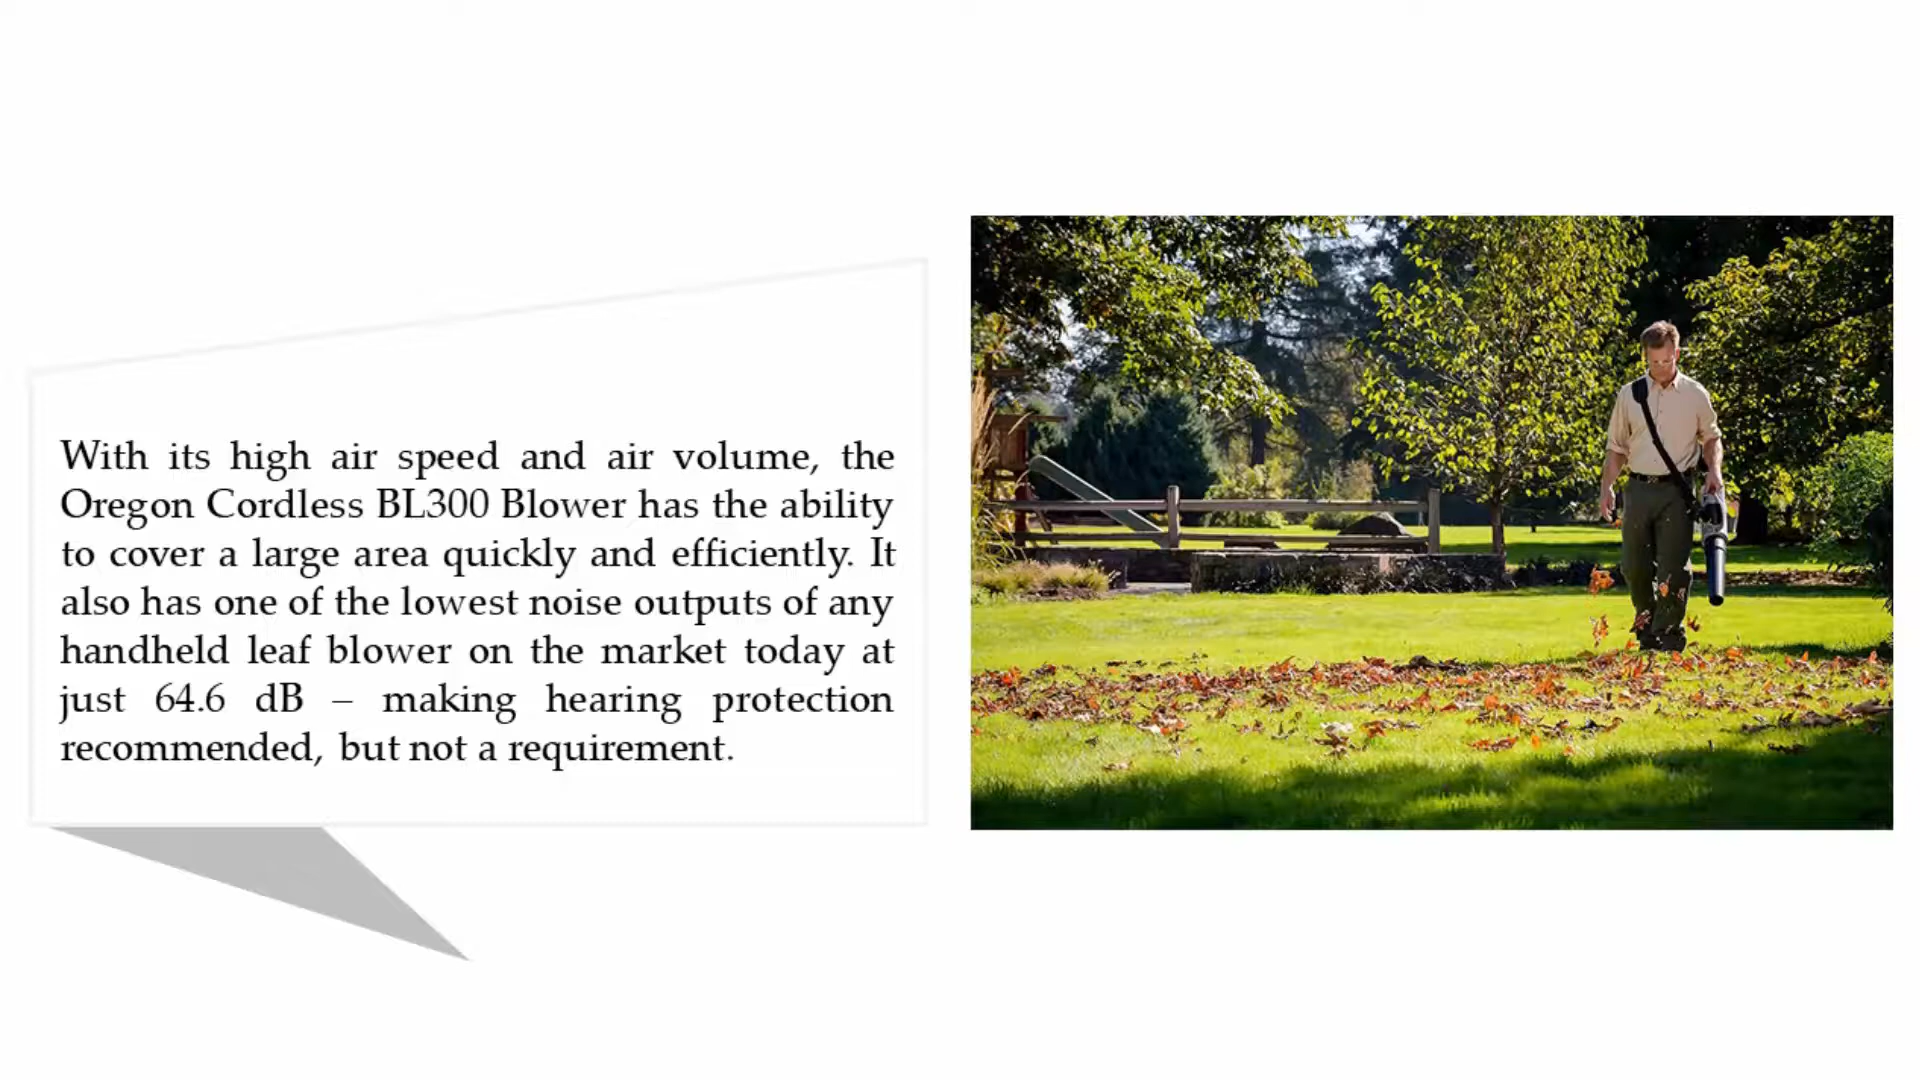 With its high air speed and air volume, the
Oregon Cordless BL300 Blower has the ability
to cover a large area quickly and efficiently. It
also has one of the lowest noise outputs of any
handheld leaf blower on the market today at
just 64.6 dB – making hearing protection
recommended, but not a requirement.